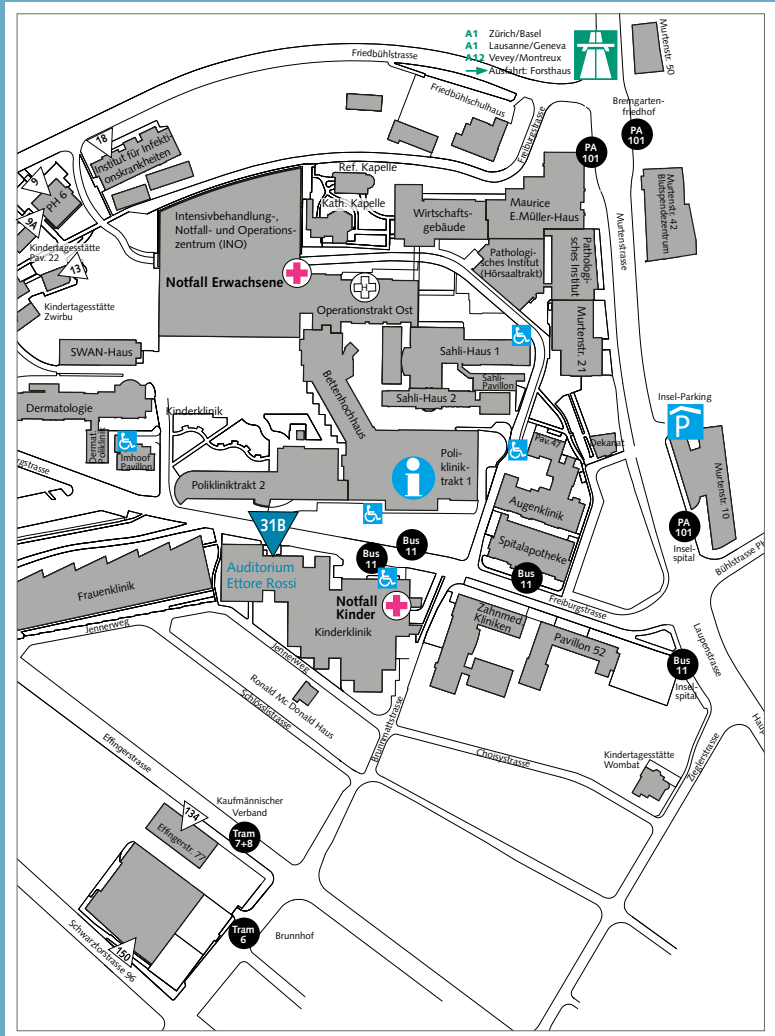 A1 Zürich/Basel
A1 Lausanne/Geneva
A12 Vevey/Montreux
Ausfahrt: Forsthaus
Murtenstr. 50
Friedbühlstrasse
Friedbühlschulhaus
Freiburgstrasse
Bremgarten-
friedhof
PA
101
PA
101
18
Institut für Infekti-
onskrankheiten
9
PH 6
9A
Kindertagesstätte
Pav. 22
13
Kindertagesstätte
Zwirbu
Ref. Kapelle
Kath. Kapelle
Intensivbehandlung-,
Notfall- und Operations-
zentrum (INO)
Notfall Erwachsene
H
Operationstrakt Ost
Wirtschafts-
gebäude
Maurice
E.Müller-Haus
Pathologi-
sches Institut
(Hörsaaltrakt)
Pathologi-
sches Institut
Murtenstrasse
Murtenstr. 42
Blutspendezentrum
Murtenstr. 21
SWAN-Haus
Sahli-Haus 1
Sahli-
Pavillon
Sahli-Haus 2
Bettenhochhaus
Dermatologie
Dermat.
Poliklinik
Imhoof
Pavillon
Kinderklinik
Insel-Parking
P
Pav. 47
Dekanat
Poli-
klinik-
trakt 1
i
Polikliniktrakt 2
Augenklinik
Murtenstr. 10
rgstrasse
31B
Auditorium
Ettore Rossi
Bus
11
Bus
11
Spitalapotheke
Bus
11
PA
101
Insel-
spital
Bühlstrasse PH
Frauenklinik
Notfall
Kinder
Kinderklinik
Freiburgstrasse
Zahnmed.
Kliniken
Pavillon 52
Laupenstrasse
Bus
11
Insel-
spital
Haup
Jennerweg
Jennerweg
Ronald Mc Donald Haus
Schlösslistrasse
Brunnmattstrasse
Choisystrasse
Kindertagesstätte
Wombat
Zieglerstrasse
Effingerstrasse
Kaufmännischer
Verband
134
Effingerstr. 77
Tram
7+8
Tram
6
Brunnhof
150
Schwarztorstrasse 96